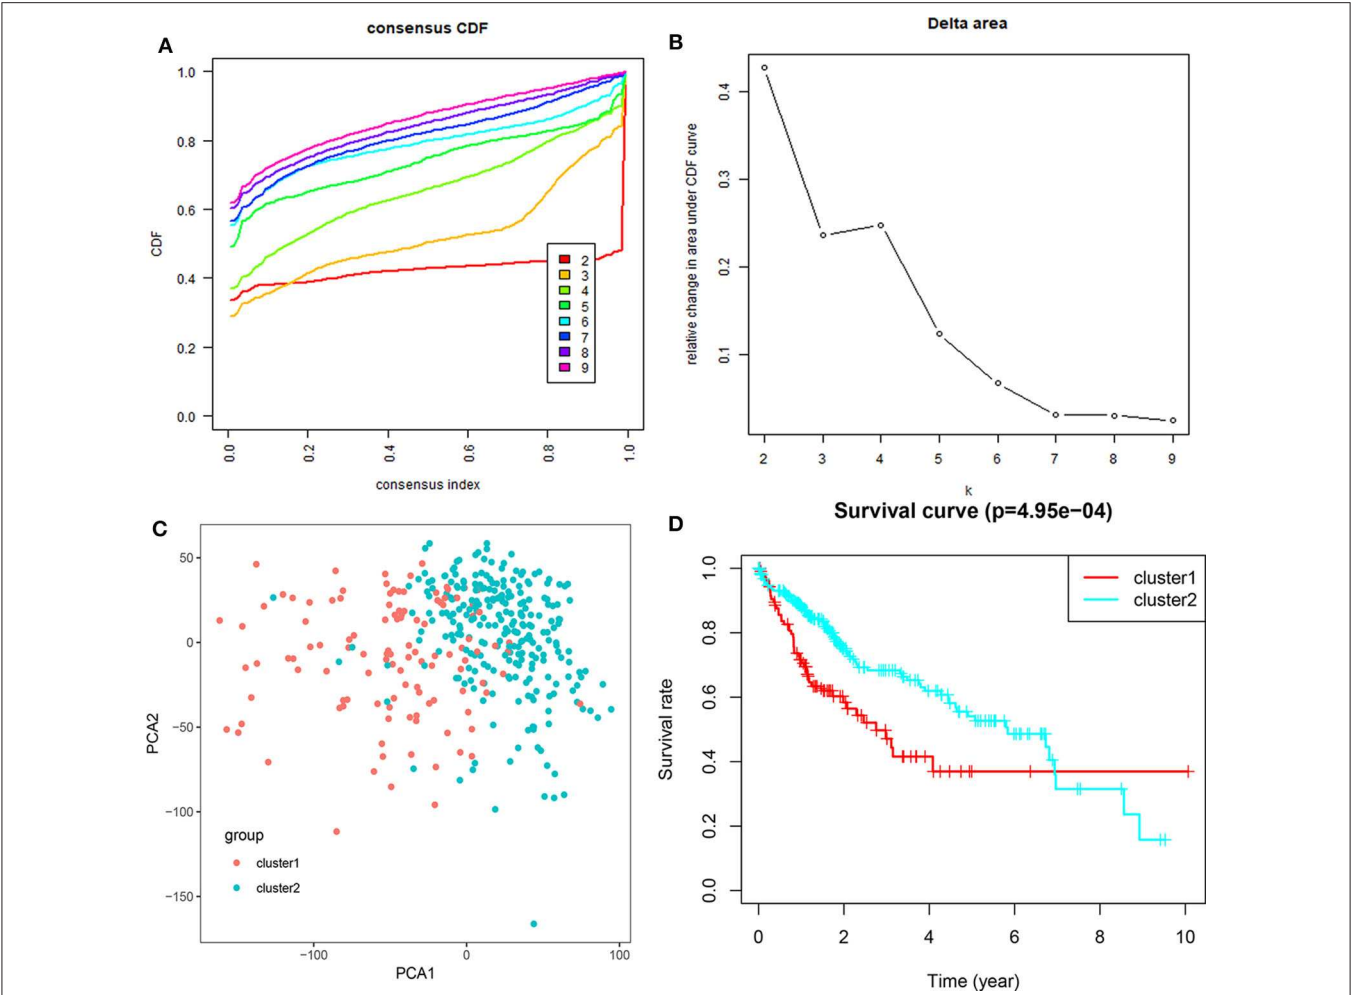 A
consensus CDF
CDF
1.0
0.8
0.6
0.4
0.2
0.0
2
3
4
5
6
7
8
9
0.0 0.2 0.4 0.6 0.8 1.0
consensus index
B
Delta area
relative change in area under CDF curve
0.4
0.3
0.2
0.1
2 3 4 5 6 7 8 9
k
C
PCA2
50
0
−50
−100
−150
group
cluster1
cluster2
−100 0 100
PCA1
D
Survival curve (p=4.95e−04)
Survival rate
1.0
0.8
0.6
0.4
0.2
0.0
cluster1
cluster2
0 2 4 6 8 10
Time (year)